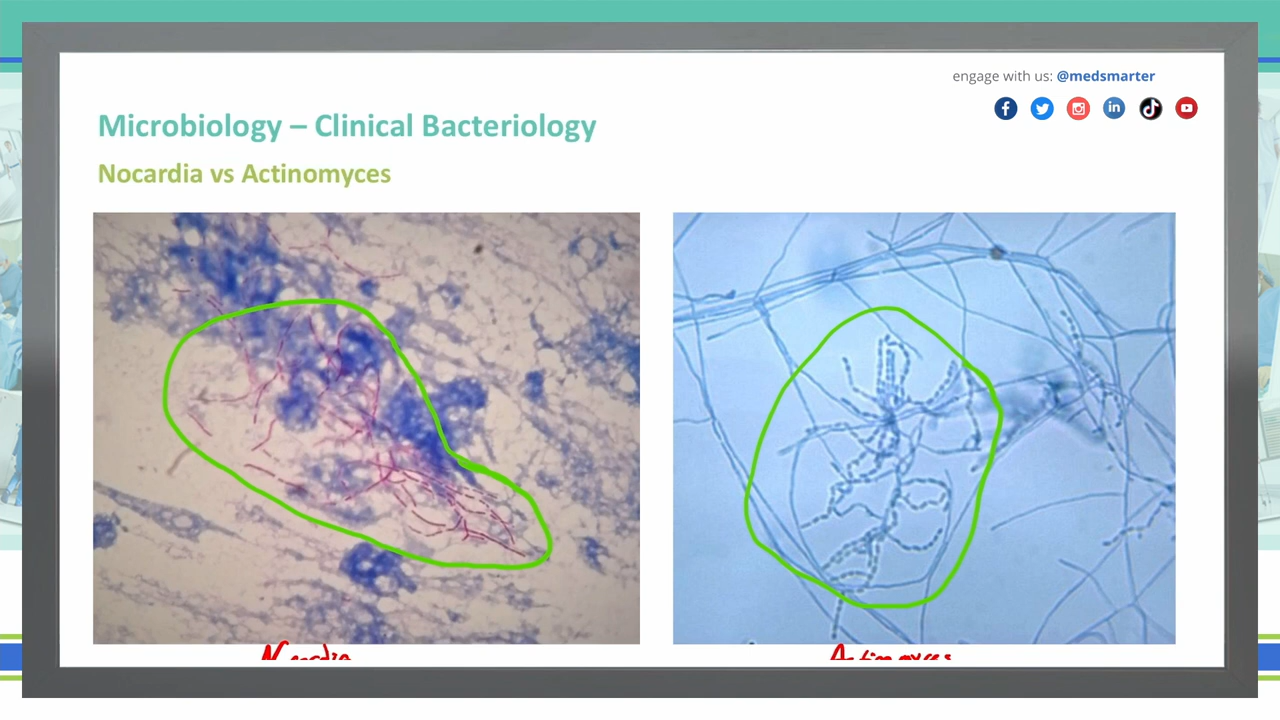 engage with us: @medsmarter
Microbiology – Clinical Bacteriology
Nocardia vs Actinomyces
Nocardia
Actinomyces